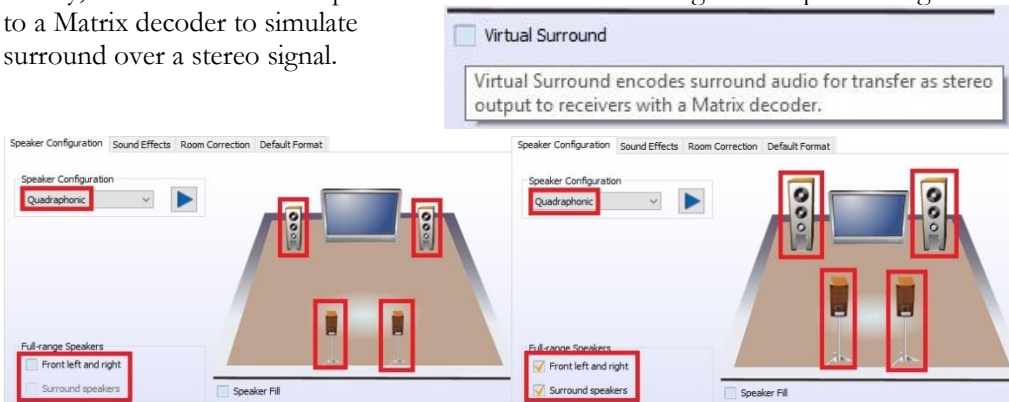 to a Matrix decoder to simulate
surround over a stereo signal.
Virtual Surround
Virtual Surround encodes surround audio for transfer as stereo
output to receivers with a Matrix decoder.
Speaker Configuration Sound Effects Room Correction Default Format
Speaker Configuration
Quadraphonic
Full-range Speakers
Front left and right
Surround speakers
Speaker Fill
Speaker Configuration Sound Effects Room Correction Default Format
Speaker Configuration
Quadraphonic
Full-range Speakers
Front left and right
Surround speakers
Speaker Fill